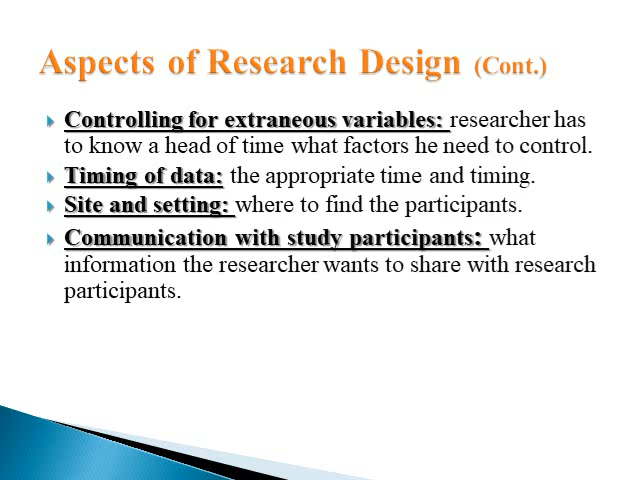 Aspects of Research Design (Cont.)
Controlling for extraneous variables: researcher has
to know a head of time what factors he need to control.
Timing of data: the appropriate time and timing.
Site and setting: where to find the participants.
Communication with study participants: what
information the researcher wants to share with research
participants.